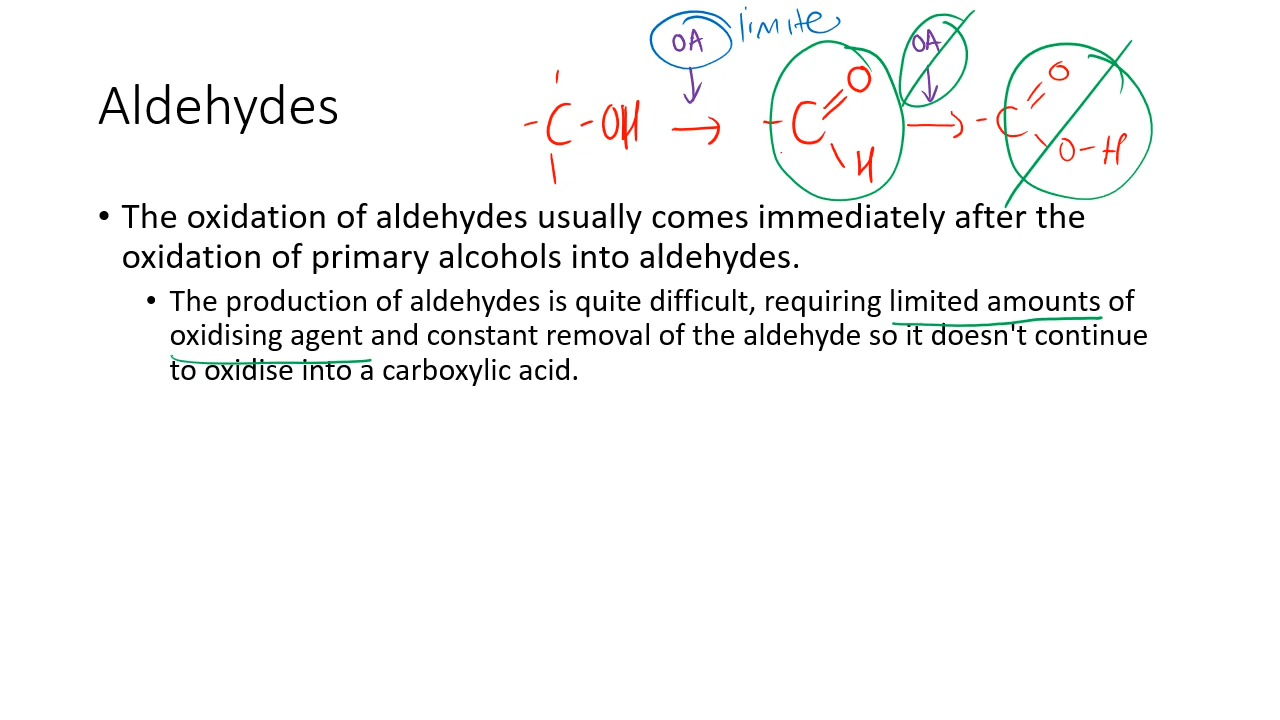 OA limite OA
Aldehydes
- C - OH → - C = O \ H → - C = O \ O - H
• The oxidation of aldehydes usually comes immediately after the
oxidation of primary alcohols into aldehydes.
• The production of aldehydes is quite difficult, requiring limited amounts of
oxidising agent and constant removal of the aldehyde so it doesn't continue
to oxidise into a carboxylic acid.